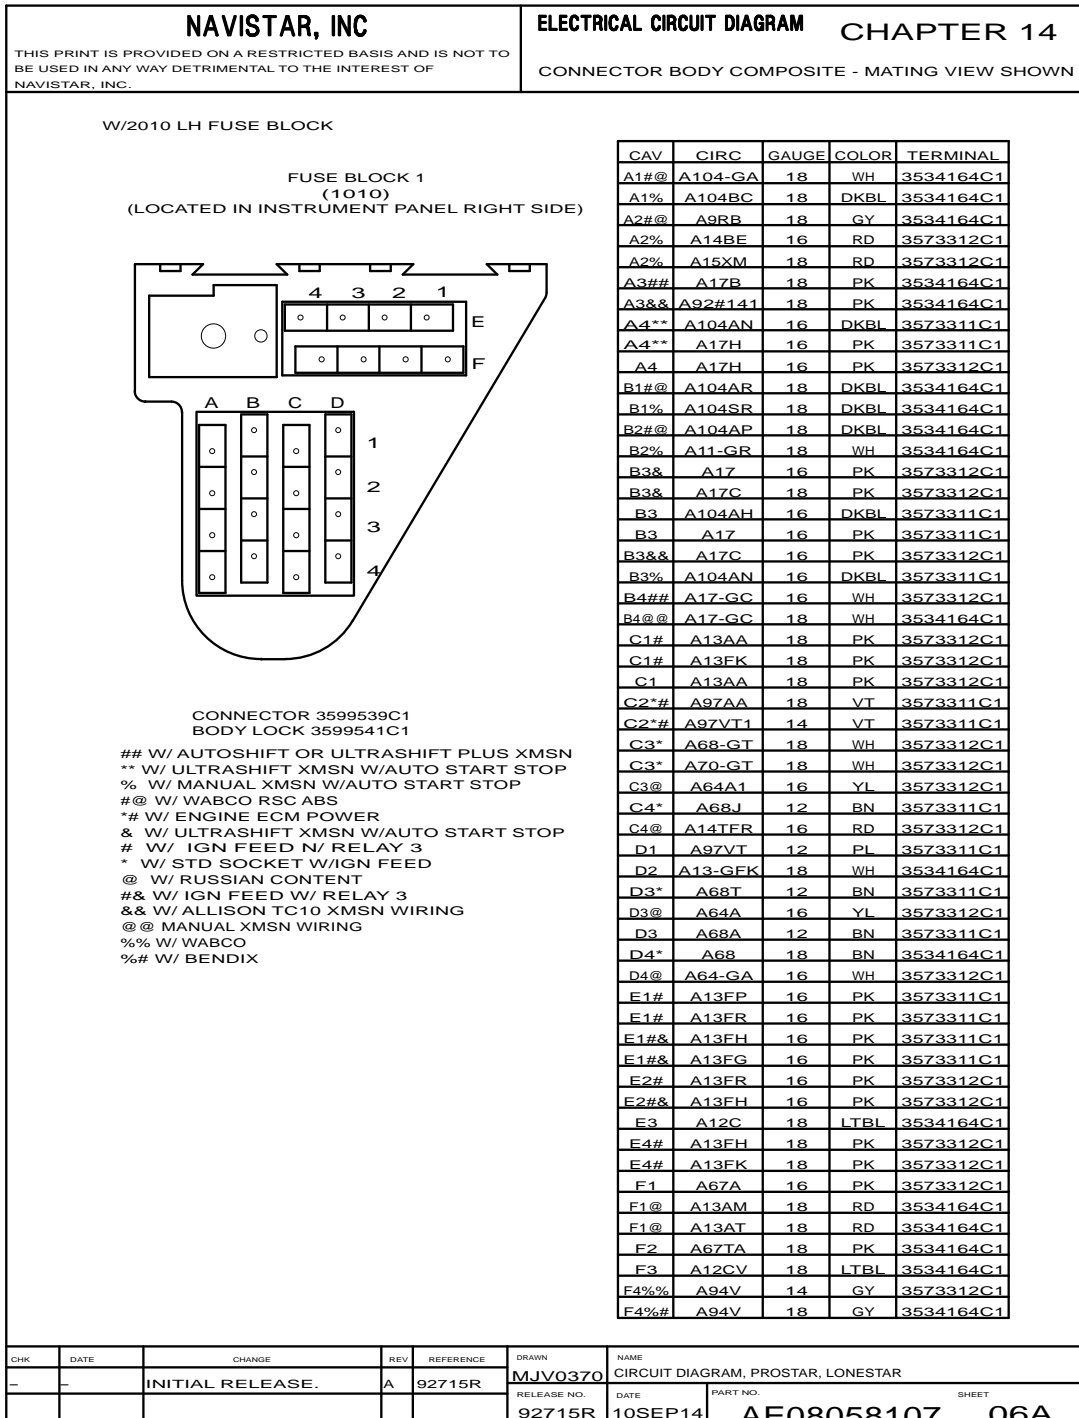 NAVISTAR, INC
THIS PRINT IS PROVIDED ON A RESTRICTED BASIS AND IS NOT TO
BE USED IN ANY WAY DETRIMENTAL TO THE INTEREST OF
NAVISTAR, INC.
ELECTRICAL CIRCUIT DIAGRAM CHAPTER 14
CONNECTOR BODY COMPOSITE - MATING VIEW SHOWN
W/2010 LH FUSE BLOCK
FUSE BLOCK 1
(1010)
(LOCATED IN INSTRUMENT PANEL RIGHT SIDE)
4 3 2 1
E
F
A B C D
1
2
3
4
CONNECTOR 3599539C1
BODY LOCK 3599541C1
## W/ AUTOSHIFT OR ULTRASHIFT PLUS XMSN
** W/ ULTRASHIFT XMSN W/AUTO START STOP
% W/ MANUAL XMSN W/AUTO START STOP
#@ W/ WABCO RSC ABS
*# W/ ENGINE ECM POWER
& W/ ULTRASHIFT XMSN W/AUTO START STOP
# W/ IGN FEED N/ RELAY 3
* W/ STD SOCKET W/IGN FEED
@ W/ RUSSIAN CONTENT
#& W/ IGN FEED W/ RELAY 3
&& W/ ALLISON TC10 XMSN WIRING
@@ MANUAL XMSN WIRING
%% W/ WABCO
%# W/ BENDIX
CAV CIRC GAUGE COLOR TERMINAL
A1#@ A104-GA 18 WH 3534164C1
A1% A104BC 18 DKBL 3534164C1
A2#@ A9RB 18 GY 3534164C1
A2% A14BE 16 RD 3573312C1
A2% A15XM 18 RD 3573312C1
A3## A17B 18 PK 3534164C1
A3&& A92#141 18 PK 3534164C1
A4** A104AN 16 DKBL 3573311C1
A4** A17H 16 PK 3573311C1
A4 A17H 16 PK 3573312C1
B1#@ A104AR 18 DKBL 3534164C1
B1% A104SR 18 DKBL 3534164C1
B2#@ A104AP 18 DKBL 3534164C1
B2% A11-GR 18 WH 3534164C1
B3& A17 16 PK 3573312C1
B3& A17C 18 PK 3573312C1
B3 A104AH 16 DKBL 3573311C1
B3 A17 16 PK 3573311C1
B3&& A17C 16 PK 3573312C1
B3% A104AN 16 DKBL 3573311C1
B4## A17-GC 16 WH 3573312C1
B4@@ A17-GC 18 WH 3534164C1
C1# A13AA 18 PK 3573312C1
C1# A13FK 18 PK 3573312C1
C1 A13AA 18 PK 3573312C1
C2*# A97AA 18 VT 3573311C1
C2*# A97VT1 14 VT 3573311C1
C3* A68-GT 18 WH 3573312C1
C3* A70-GT 18 WH 3573312C1
C3@ A64A1 16 YL 3573312C1
C4* A68J 12 BN 3573311C1
C4@ A14TFR 16 RD 3573312C1
D1 A97VT 12 PL 3573311C1
D2 A13-GFK 18 WH 3534164C1
D3* A68T 12 BN 3573311C1
D3@ A64A 16 YL 3573312C1
D3 A68A 12 BN 3573311C1
D4* A68 18 BN 3534164C1
D4@ A64-GA 16 WH 3573312C1
E1# A13FP 16 PK 3573311C1
E1# A13FR 16 PK 3573311C1
E1#& A13FH 16 PK 3573311C1
E1#& A13FG 16 PK 3573311C1
E2# A13FR 16 PK 3573312C1
E2#& A13FH 16 PK 3573312C1
E3 A12C 18 LTBL 3534164C1
E4# A13FH 18 PK 3573312C1
E4# A13FK 18 PK 3573312C1
F1 A67A 16 PK 3573312C1
F1@ A13AM 18 RD 3534164C1
F1@ A13AT 18 RD 3534164C1
F2 A67TA 18 PK 3534164C1
F3 A12CV 18 LTBL 3534164C1
F4%% A94V 14 GY 3573312C1
F4%# A94V 18 GY 3534164C1
CHK DATE CHANGE REV REFERENCE DRAWN NAME
– – INITIAL RELEASE. A 92715R MJV0370 CIRCUIT DIAGRAM, PROSTAR, LONESTAR
RELEASE NO. DATE PART NO. SHEET
92715R 10SEP14 AE08058107 06A